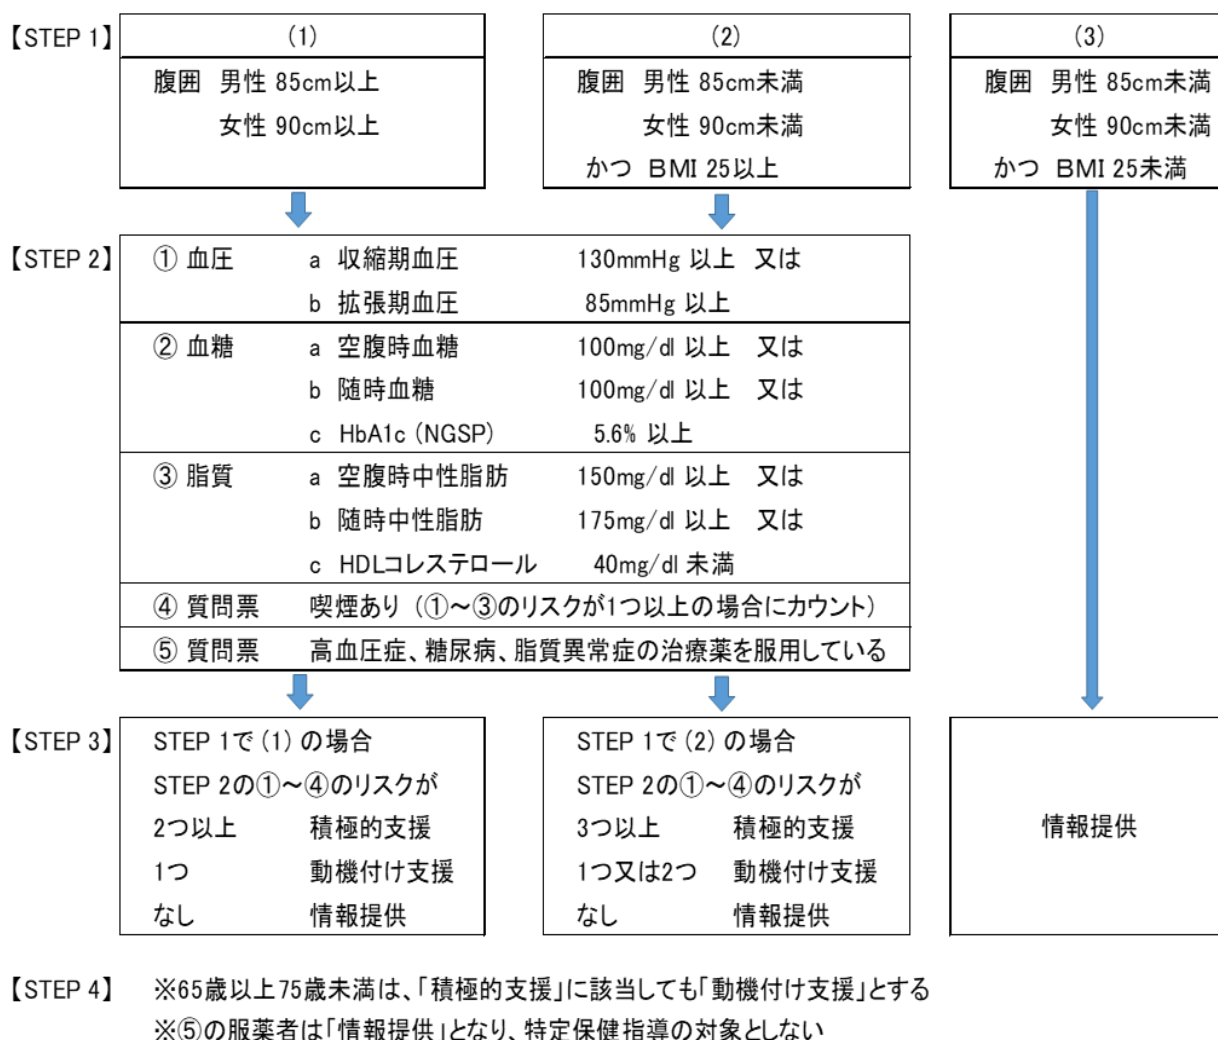 【STEP 1】 (1) (2) (3)
腹囲 男性 85cm以上 腹囲 男性 85cm未満 腹囲 男性 85cm未満
女性 90cm以上 女性 90cm未満 女性 90cm未満
かつ BMI 25以上 かつ BMI 25未満
【STEP 2】 ① 血圧 a 収縮期血圧 130mmHg 以上 又は
b 拡張期血圧 85mmHg 以上
② 血糖 a 空腹時血糖 100mg/dl 以上 又は
b 随時血糖 100mg/dl 以上 又は
c HbA1c (NGSP) 5.6% 以上
③ 脂質 a 空腹時中性脂肪 150mg/dl 以上 又は
b 随時中性脂肪 175mg/dl 以上 又は
c HDLコレステロール 40mg/dl 未満
④ 質問票 喫煙あり (①～③のリスクが1つ以上の場合にカウント)
⑤ 質問票 高血圧症、糖尿病、脂質異常症の治療薬を服用している
【STEP 3】 STEP 1で(1)の場合 STEP 1で(2)の場合
STEP 2の①～④のリスクが STEP 2の①～④のリスクが
2つ以上 積極的支援 3つ以上 積極的支援 情報提供
1つ 動機付け支援 1つ又は2つ 動機付け支援
なし 情報提供 なし 情報提供
【STEP 4】 ※65歳以上75歳未満は、「積極的支援」に該当しても「動機付け支援」とする
※⑤の服薬者は「情報提供」となり、特定保健指導の対象としない